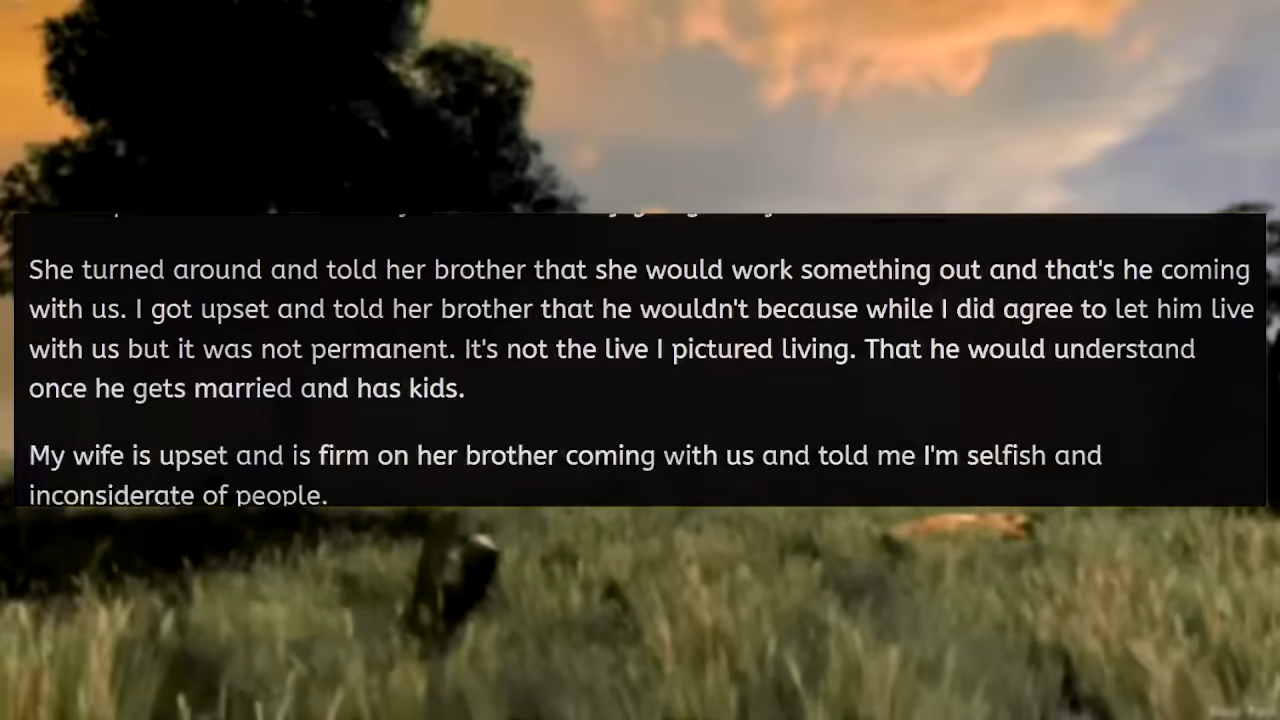 She turned around and told her brother that she would work something out and that's he coming
with us. I got upset and told her brother that he wouldn't because while I did agree to let him live
with us but it was not permanent. It's not the live I pictured living. That he would understand
once he gets married and has kids.
My wife is upset and is firm on her brother coming with us and told me I'm selfish and
inconsiderate of people.